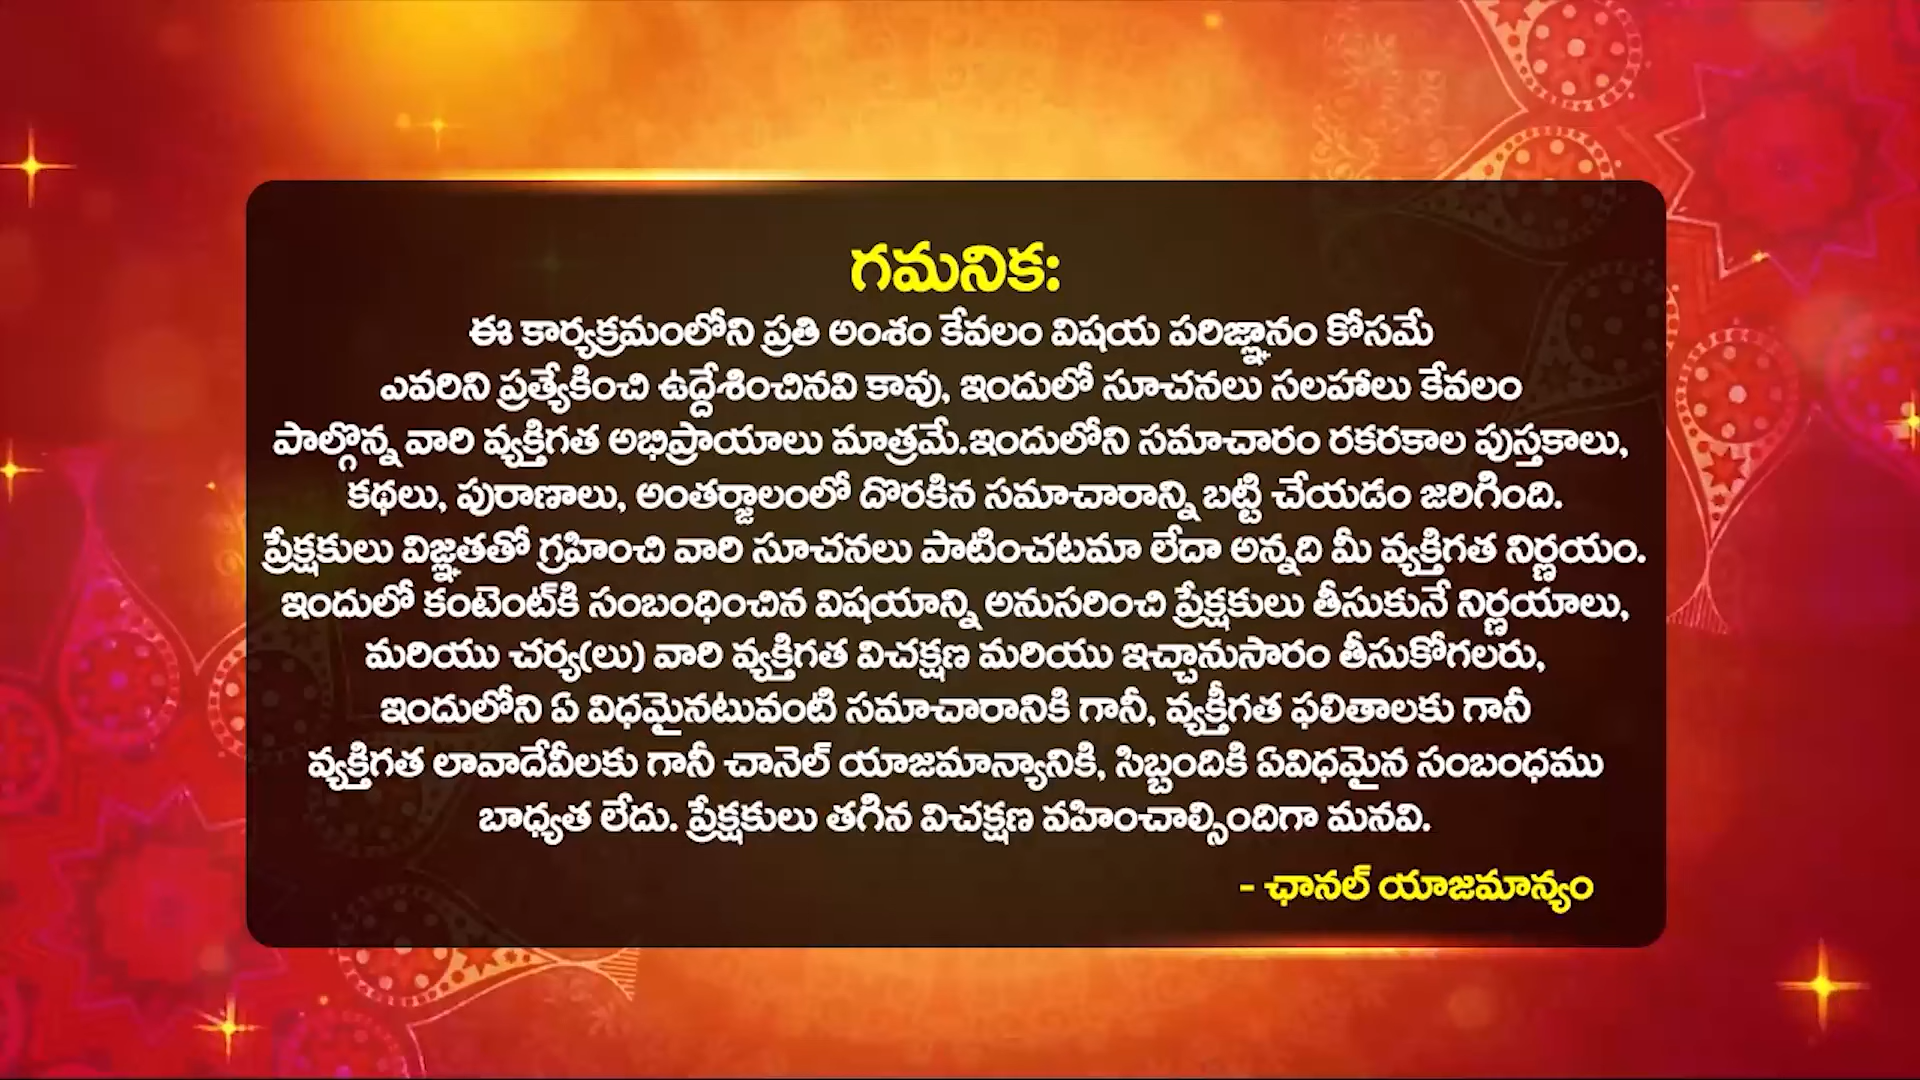 గమనిక:
ఈ కార్యక్రమంలోని ప్రతి అంశం కేవలం విషయ పరిజ్ఞానం కోసమే
ఎవరిని ప్రత్యేకించి ఉద్దేశించినవి కావు, ఇందులో సూచనలు సలహాలు కేవలం
పాల్గొన్న వారి వ్యక్తిగత అభిప్రాయాలు మాత్రమే.ఇందులోని సమాచారం రకరకాల పుస్తకాలు,
కథలు, పురాణాలు, అంతర్జాలంలో దొరకిన సమాచారాన్ని బట్టి చేయడం జరిగింది.
ప్రేక్షకులు విజ్ఞతతో గ్రహించి వారి సూచనలు పాటించటమా లేదా అన్నది మీ వ్యక్తిగత నిర్ణయం.
ఇందులో కంటెంట్‌కి సంబంధించిన విషయాన్ని అనుసరించి ప్రేక్షకులు తీసుకునే నిర్ణయాలు,
మరియు చర్య(లు) వారి వ్యక్తిగత విచక్షణ మరియు ఇచ్చానుసారం తీసుకోగలరు,
ఇందులోని ఏ విధమైనటువంటి సమాచారానికి గానీ, వ్యక్తీగత ఫలితాలకు గానీ
వ్యక్తిగత లావాదేవీలకు గానీ చానెల్ యాజమాన్యానికి, సిబ్బందికి ఏవిధమైన సంబంధము
బాధ్యత లేదు. ప్రేక్షకులు తగిన విచక్షణ వహించాల్సిందిగా మనవి.
- ఛానల్ యాజమాన్యం